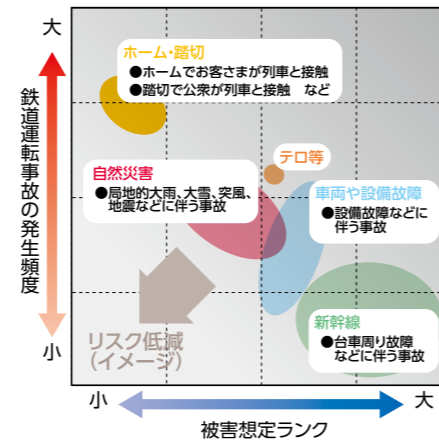 大
ホーム・踏切
●ホームでお客さまが列車と接触
●踏切で公衆が列車と接触 など
鉄道運転事故の発生頻度
テロ等
自然災害
●局地的大雨、大雪、突風、
地震などに伴う事故
車両や設備故障
●設備故障などに
伴う事故
新幹線
●台車周り故障
などに伴う事故
リスク低減
(イメージ)
小
小
大
被害想定ランク